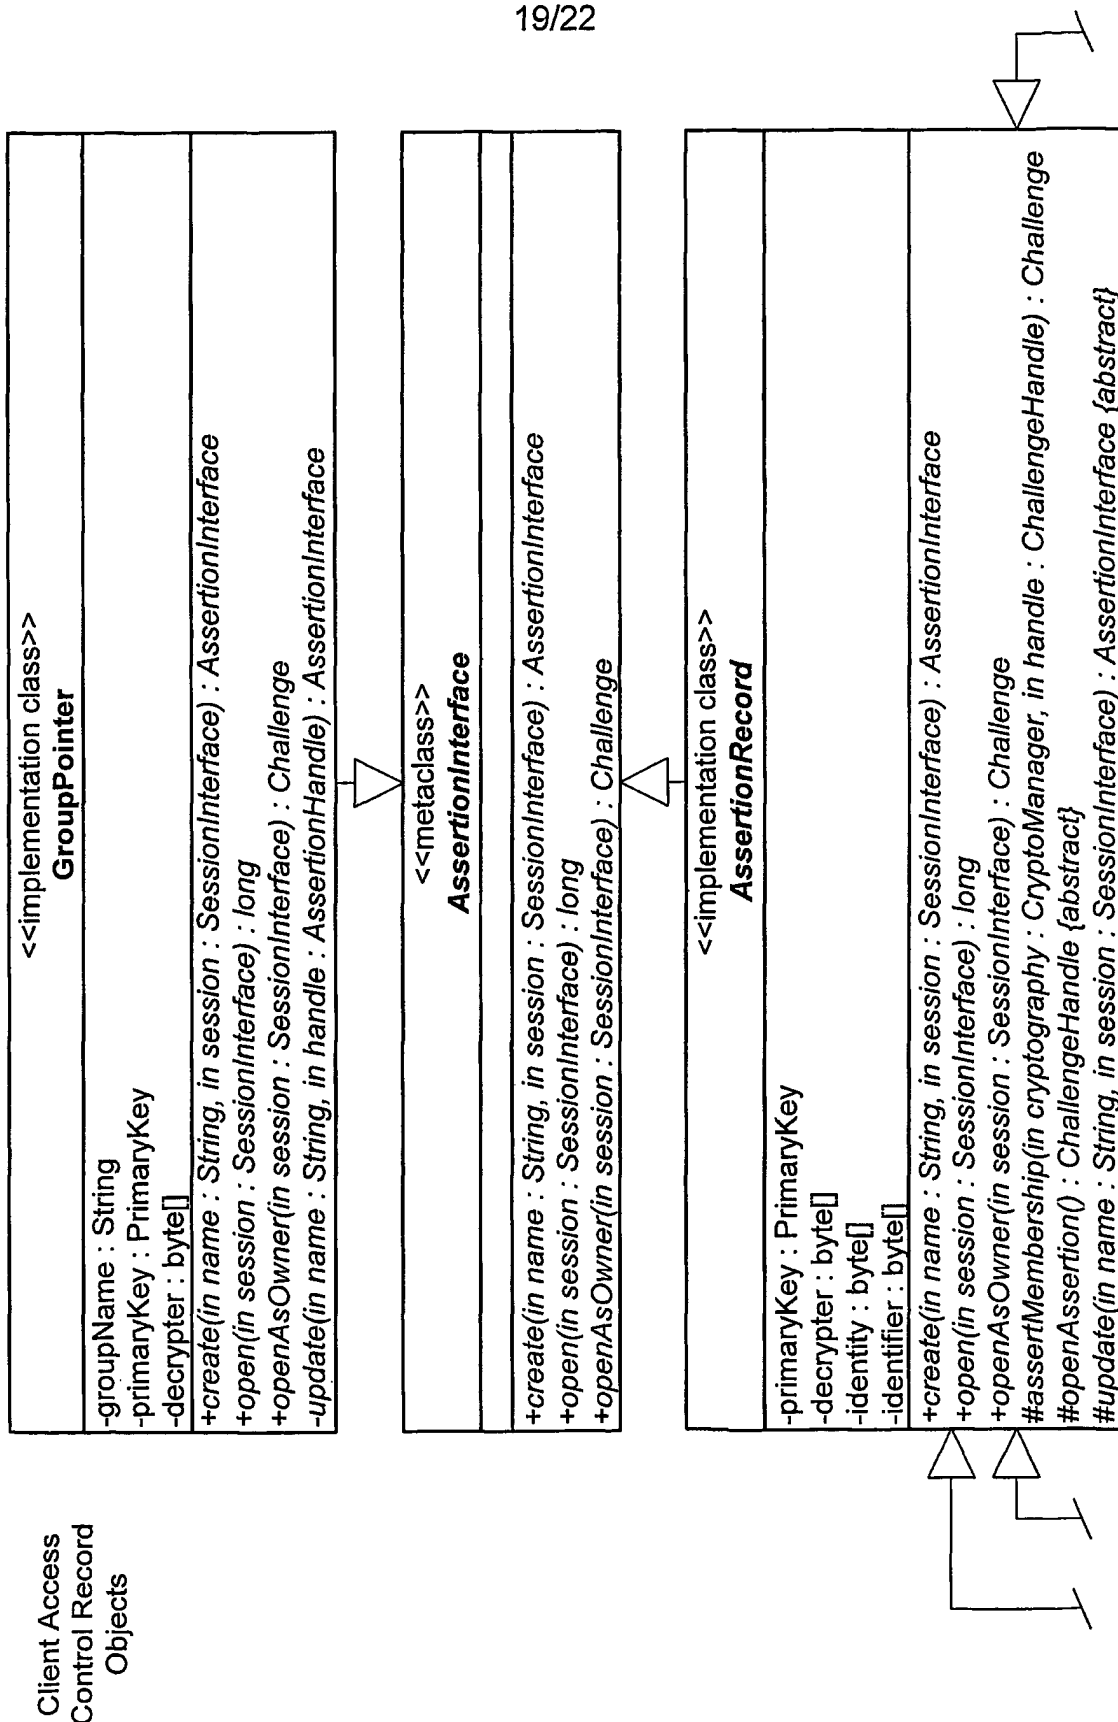 19/22
Client Access
Control Record
Objects
<<implementation class>>
GroupPointer
-groupName : String
-primaryKey : PrimaryKey
-decrypter : byte[]
+create(in name : String, in session : SessionInterface) : AssertionInterface
+open(in session : SessionInterface) : long
+openAsOwner(in session : SessionInterface) : Challenge
-update(in name : String, in handle : AssertionHandle) : AssertionInterface
<<metaclass>>
AssertionInterface
+create(in name : String, in session : SessionInterface) : AssertionInterface
+open(in session : SessionInterface) : long
+openAsOwner(in session : SessionInterface) : Challenge
<<implementation class>>
AssertionRecord
-primaryKey : PrimaryKey
-decrypter : byte[]
-identity : byte[]
-identifier : byte[]
+create(in name : String, in session : SessionInterface) : AssertionInterface
+open(in session : SessionInterface) : long
+openAsOwner(in session : SessionInterface) : Challenge
#assertMembership(in cryptography : CryptoManager, in handle : ChallengeHandle) : Challenge
#openAssertion() : ChallengeHandle {abstract}
#update(in name : String, in session : SessionInterface) : AssertionInterface {abstract}